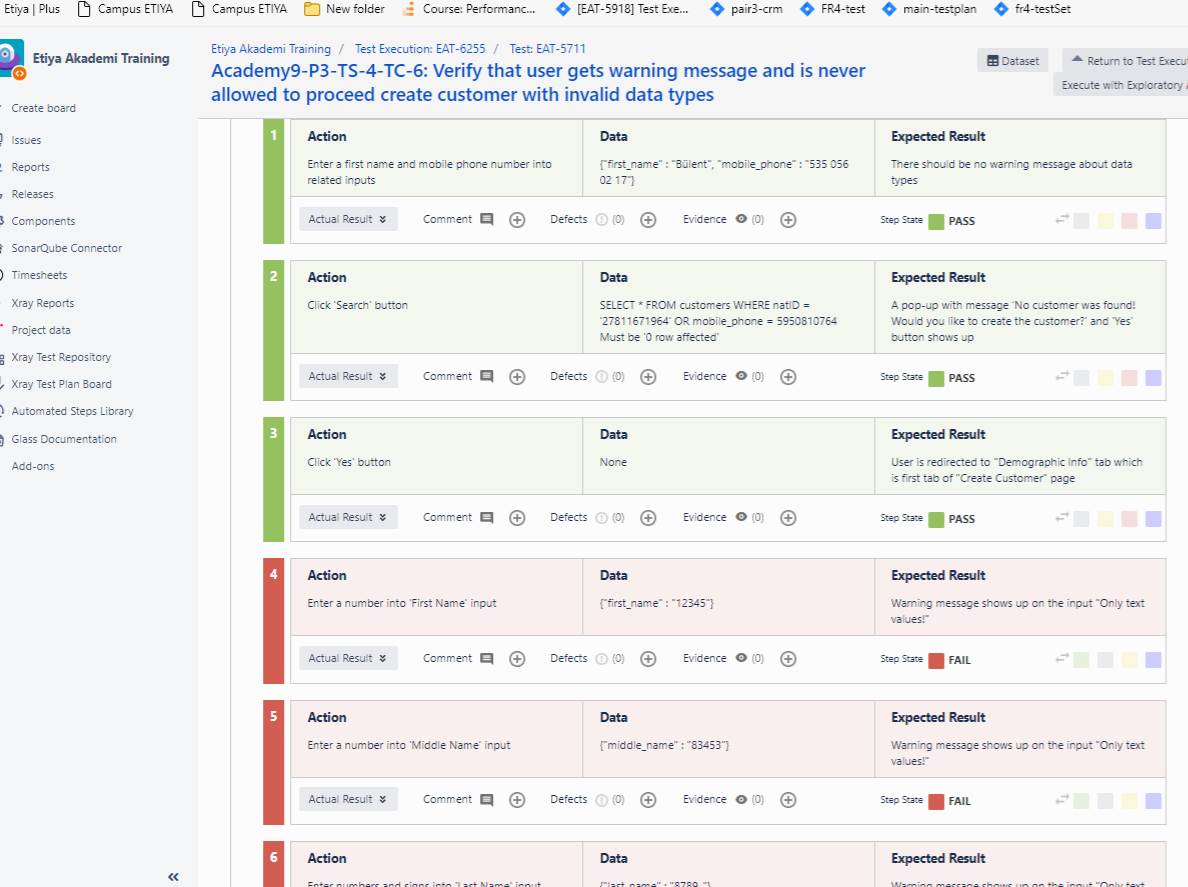 Etiya | Plus
Campus ETIYA
Campus ETIYA
New folder
Course: Performanc...
[EAT-5918] Test Exe...
pair3-crm
FR4-test
main-testplan
fr4-testSet
Etiya Akademi Training
Create board
Issues
Reports
Releases
Components
SonarQube Connector
Timesheets
Xray Reports
Project data
Xray Test Repository
Xray Test Plan Board
Automated Steps Library
Glass Documentation
Add-ons
«
Etiya Akademi Training / Test Execution: EAT-6255 / Test: EAT-5711
Academy9-P3-TS-4-TC-6: Verify that user gets warning message and is never
allowed to proceed create customer with invalid data types
Dataset
Return to Test Execut
Execute with Exploratory
1
Action
Enter a first name and mobile phone number into
related inputs
Data
{"first_name" : "Bülent", "mobile_phone" : "535 056
02 17"}
Expected Result
There should be no warning message about data
types
Actual Result
Comment
Defects (0)
Evidence (0)
Step State PASS
2
Action
Click 'Search' button
Data
SELECT * FROM customers WHERE natID =
'27811671964' OR mobile_phone = 5950810764
Must be '0 row affected'
Expected Result
A pop-up with message 'No customer was found!
Would you like to create the customer?' and 'Yes'
button shows up
Actual Result
Comment
Defects (0)
Evidence (0)
Step State PASS
3
Action
Click 'Yes' button
Data
None
Expected Result
User is redirected to "Demographic Info" tab which
is first tab of "Create Customer" page
Actual Result
Comment
Defects (0)
Evidence (0)
Step State PASS
4
Action
Enter a number into 'First Name' input
Data
{"first_name" : "12345"}
Expected Result
Warning message shows up on the input "Only text
values!"
Actual Result
Comment
Defects (0)
Evidence (0)
Step State FAIL
5
Action
Enter a number into 'Middle Name' input
Data
{"middle_name" : "83453"}
Expected Result
Warning message shows up on the input "Only text
values!"
Actual Result
Comment
Defects (0)
Evidence (0)
Step State FAIL
6
Action
Enter numbers and signs into 'Last Name' input
Data
{"last_name" : "8789_"}
Expected Result
Warning message shows up on the input "Only text